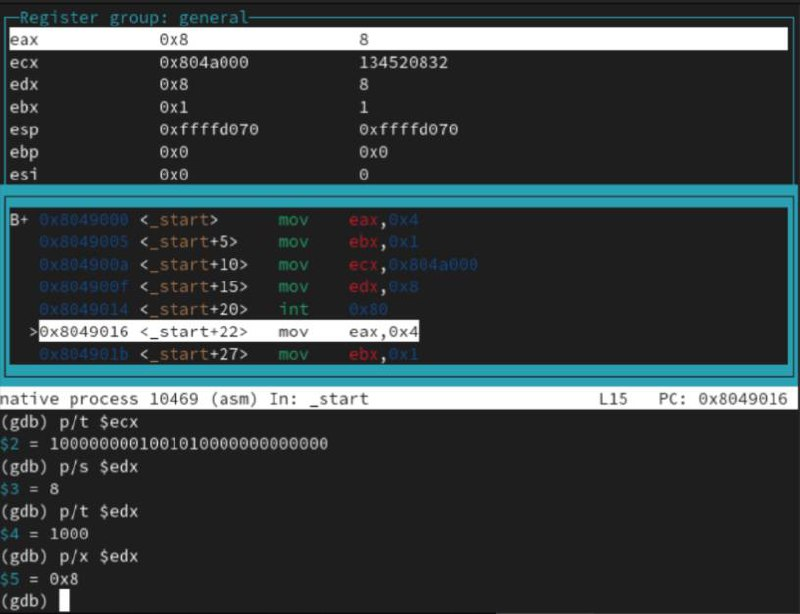 Register group: general
eax 0x8 8
ecx 0x804a000 134520832
edx 0x8 8
ebx 0x1 1
esp 0xffffd070 0xffffd070
ebp 0x0 0x0
esi 0x0 0
B+ 0x8049000 <_start> mov eax,0x4
0x8049005 <_start+5> mov ebx,0x1
0x804900a <_start+10> mov ecx,0x804a000
0x804900f <_start+15> mov edx,0x8
0x8049014 <_start+20> int 0x80
>0x8049016 <_start+22> mov eax,0x4
0x804901b <_start+27> mov ebx,0x1
native process 10469 (asm) In: _start L15 PC: 0x8049016
(gdb) p/t $ecx
$2 = 1000000001001010000000000000
(gdb) p/s $edx
$3 = 8
(gdb) p/t $edx
$4 = 1000
(gdb) p/x $edx
$5 = 0x8
(gdb)